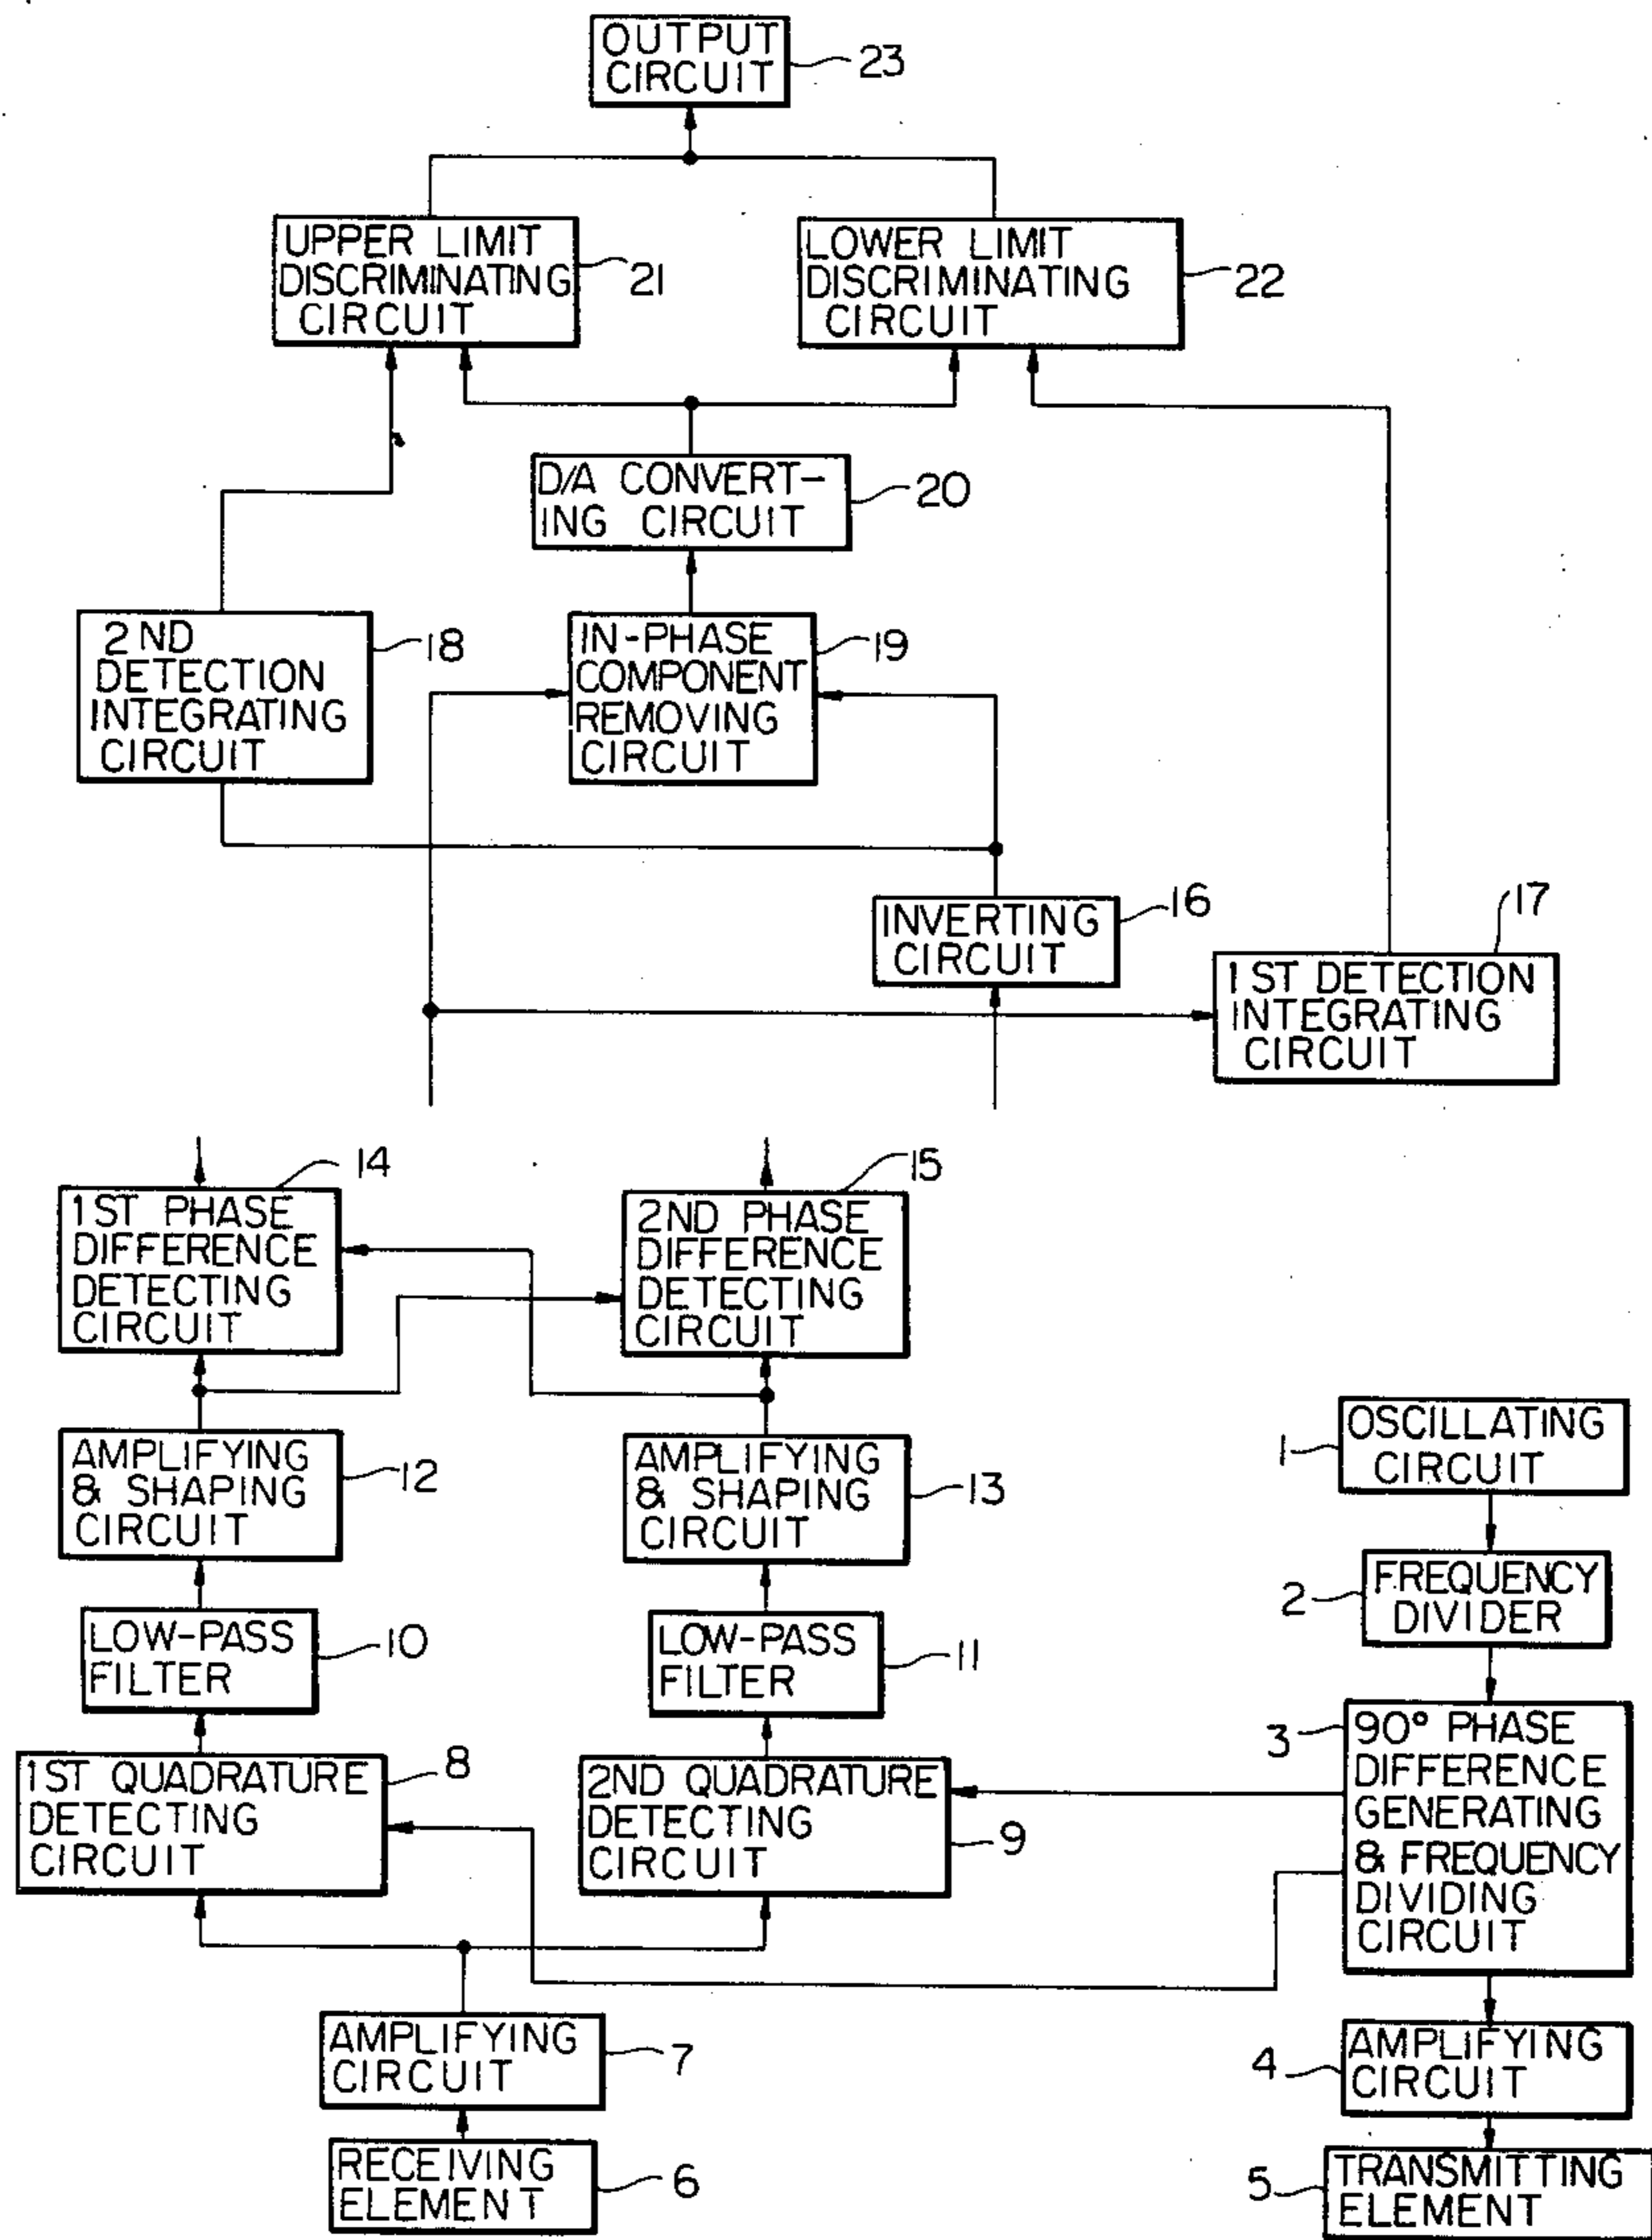 OUTPUT
CIRCUIT
23
UPPER LIMIT
DISCRIMINATING
CIRCUIT
21
LOWER LIMIT
DISCRIMINATING
CIRCUIT
22
D/A CONVERT-
ING CIRCUIT
20
2ND
DETECTION
INTEGRATING
CIRCUIT
18
IN-PHASE
COMPONENT
REMOVING
CIRCUIT
19
INVERTING
CIRCUIT
16
17
1ST DETECTION
INTEGRATING
CIRCUIT
14
1ST PHASE
DIFFERENCE
DETECTING
CIRCUIT
15
2ND PHASE
DIFFERENCE
DETECTING
CIRCUIT
AMPLIFYING
& SHAPING
CIRCUIT
12
AMPLIFYING
& SHAPING
CIRCUIT
13
1
OSCILLATING
CIRCUIT
2
FREQUENCY
DIVIDER
LOW-PASS
FILTER
10
LOW-PASS
FILTER
11
3
90° PHASE
DIFFERENCE
GENERATING
& FREQUENCY
DIVIDING
CIRCUIT
1ST QUADRATURE
DETECTING
CIRCUIT
8
2ND QUADRATURE
DETECTING
CIRCUIT
9
AMPLIFYING
CIRCUIT
7
4
AMPLIFYING
CIRCUIT
RECEIVING
ELEMENT
6
5
TRANSMITTING
ELEMENT